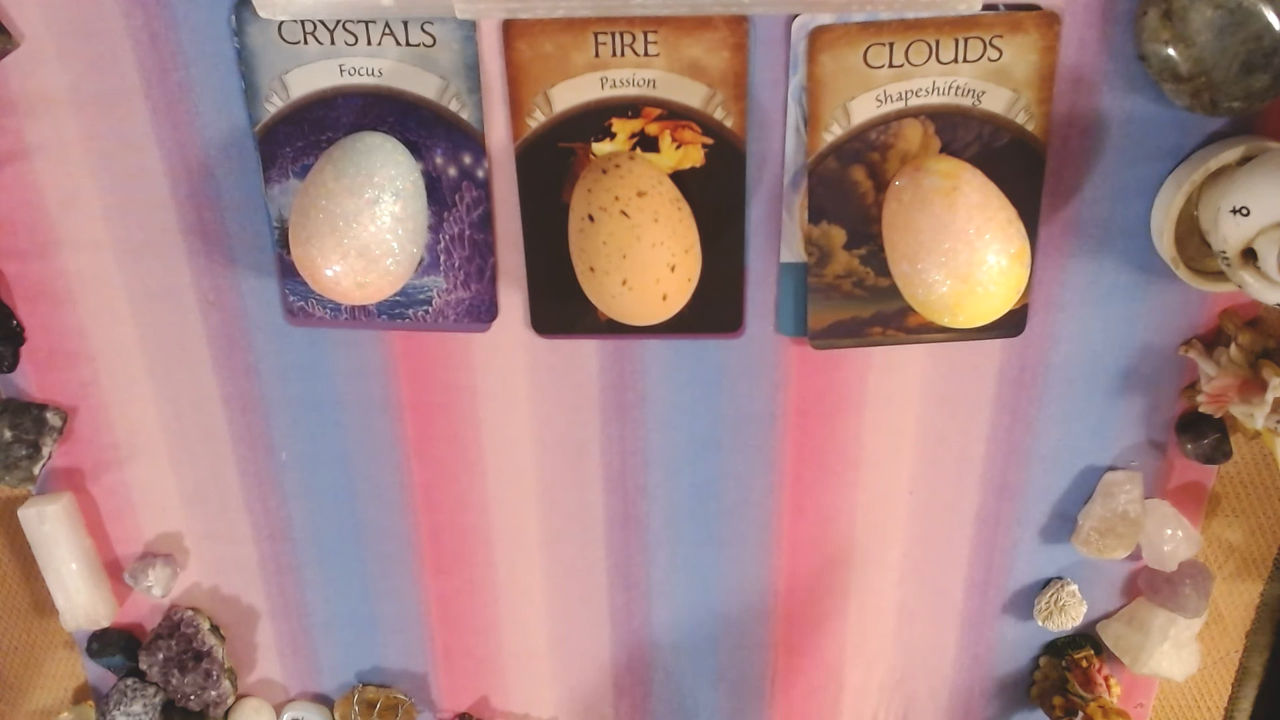 CRYSTALS
Focus
FIRE
Passion
CLOUDS
Shapeshifting